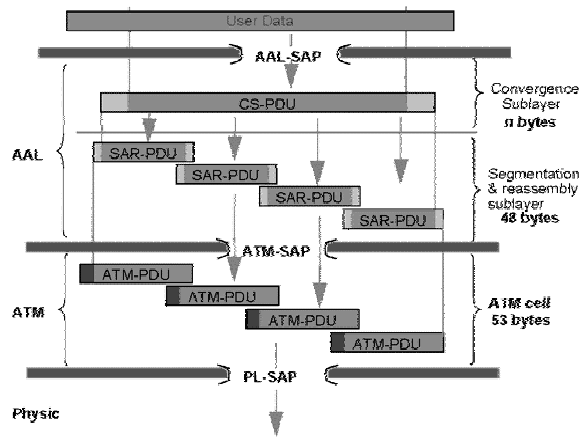 User Data
AAL-SAP
CS-PDU
Convergence
Sublayer
n bytes
AAL
SAR-PDU
SAR-PDU
SAR-PDU
SAR-PDU
Segmentation
& reassembly
sublayer
48 bytes
ATM-SAP
ATM-PDU
ATM-PDU
ATM-PDU
ATM-PDU
ATM
ATM cell
53 bytes
PL-SAP
Physic